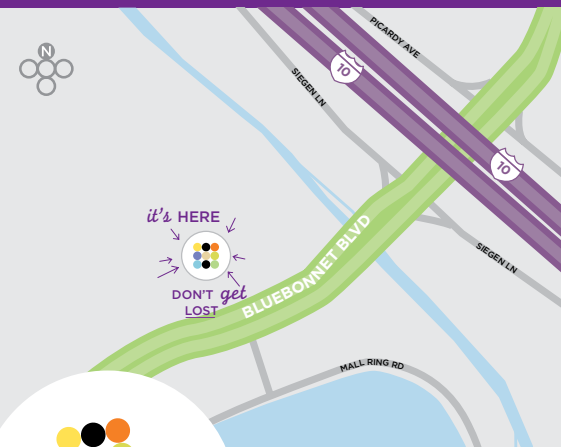 N
PICARDY AVE
10
SIEGEN LN
10
it's HERE
DON'T get
LOST
BLUEBONNET BLVD
SIEGEN LN
MALL RING RD